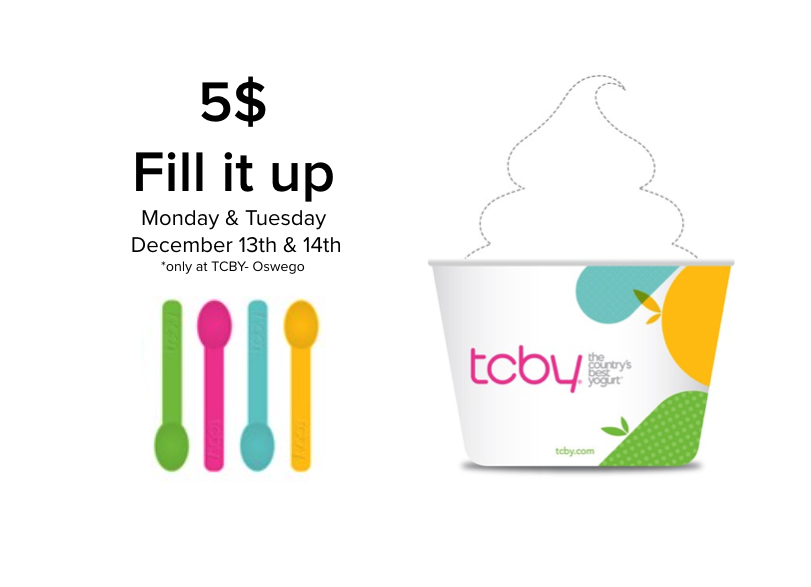 5$
Fill it up
Monday & Tuesday
December 13th & 14th
*only at TCBY- Oswego
tcby
the
country's
best
yogurt
tcby.com